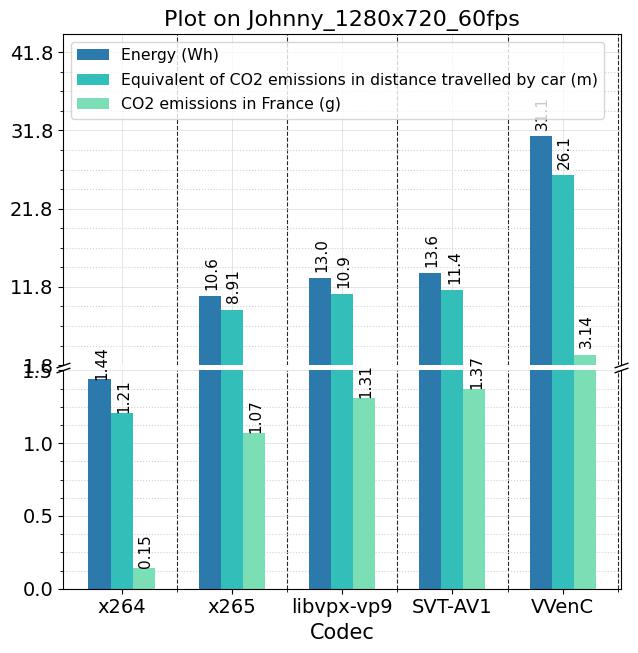 Plot on Johnny_1280x720_60fps
Energy (Wh)
Equivalent of CO2 emissions in distance travelled by car (m)
CO2 emissions in France (g)
41.8
31.8
21.8
11.8
1.8
1.5
1.0
0.5
0.0
1.44
1.21
0.15
10.6
8.91
1.07
13.0
10.9
1.31
13.6
11.4
1.37
31.1
26.1
3.14
x264
x265
libvpx-vp9
SVT-AV1
VVenC
Codec